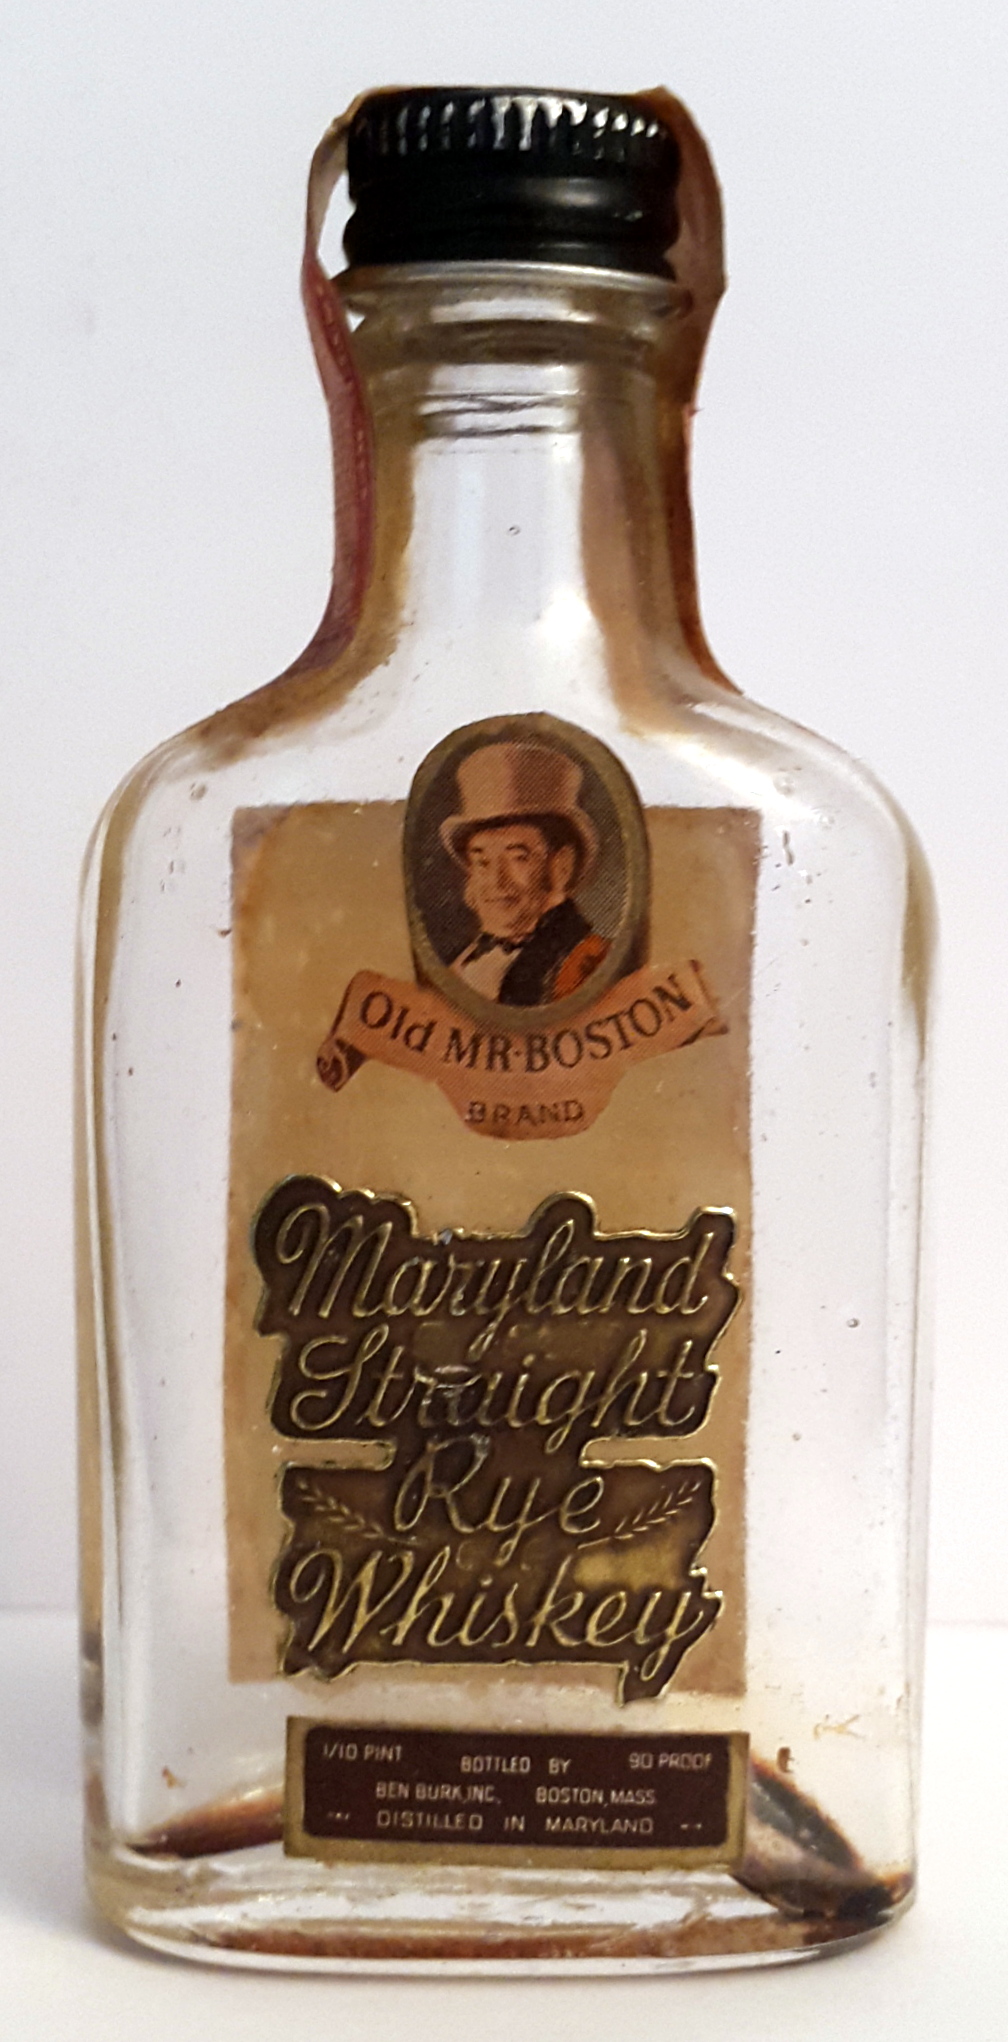 Old MR. BOSTON
BRAND
Maryland
Straight
Rye
Whiskey
1/10 PINT BOTTLED BY 90 PROOF
BEN BURK, INC. BOSTON, MASS.
DISTILLED IN MARYLAND